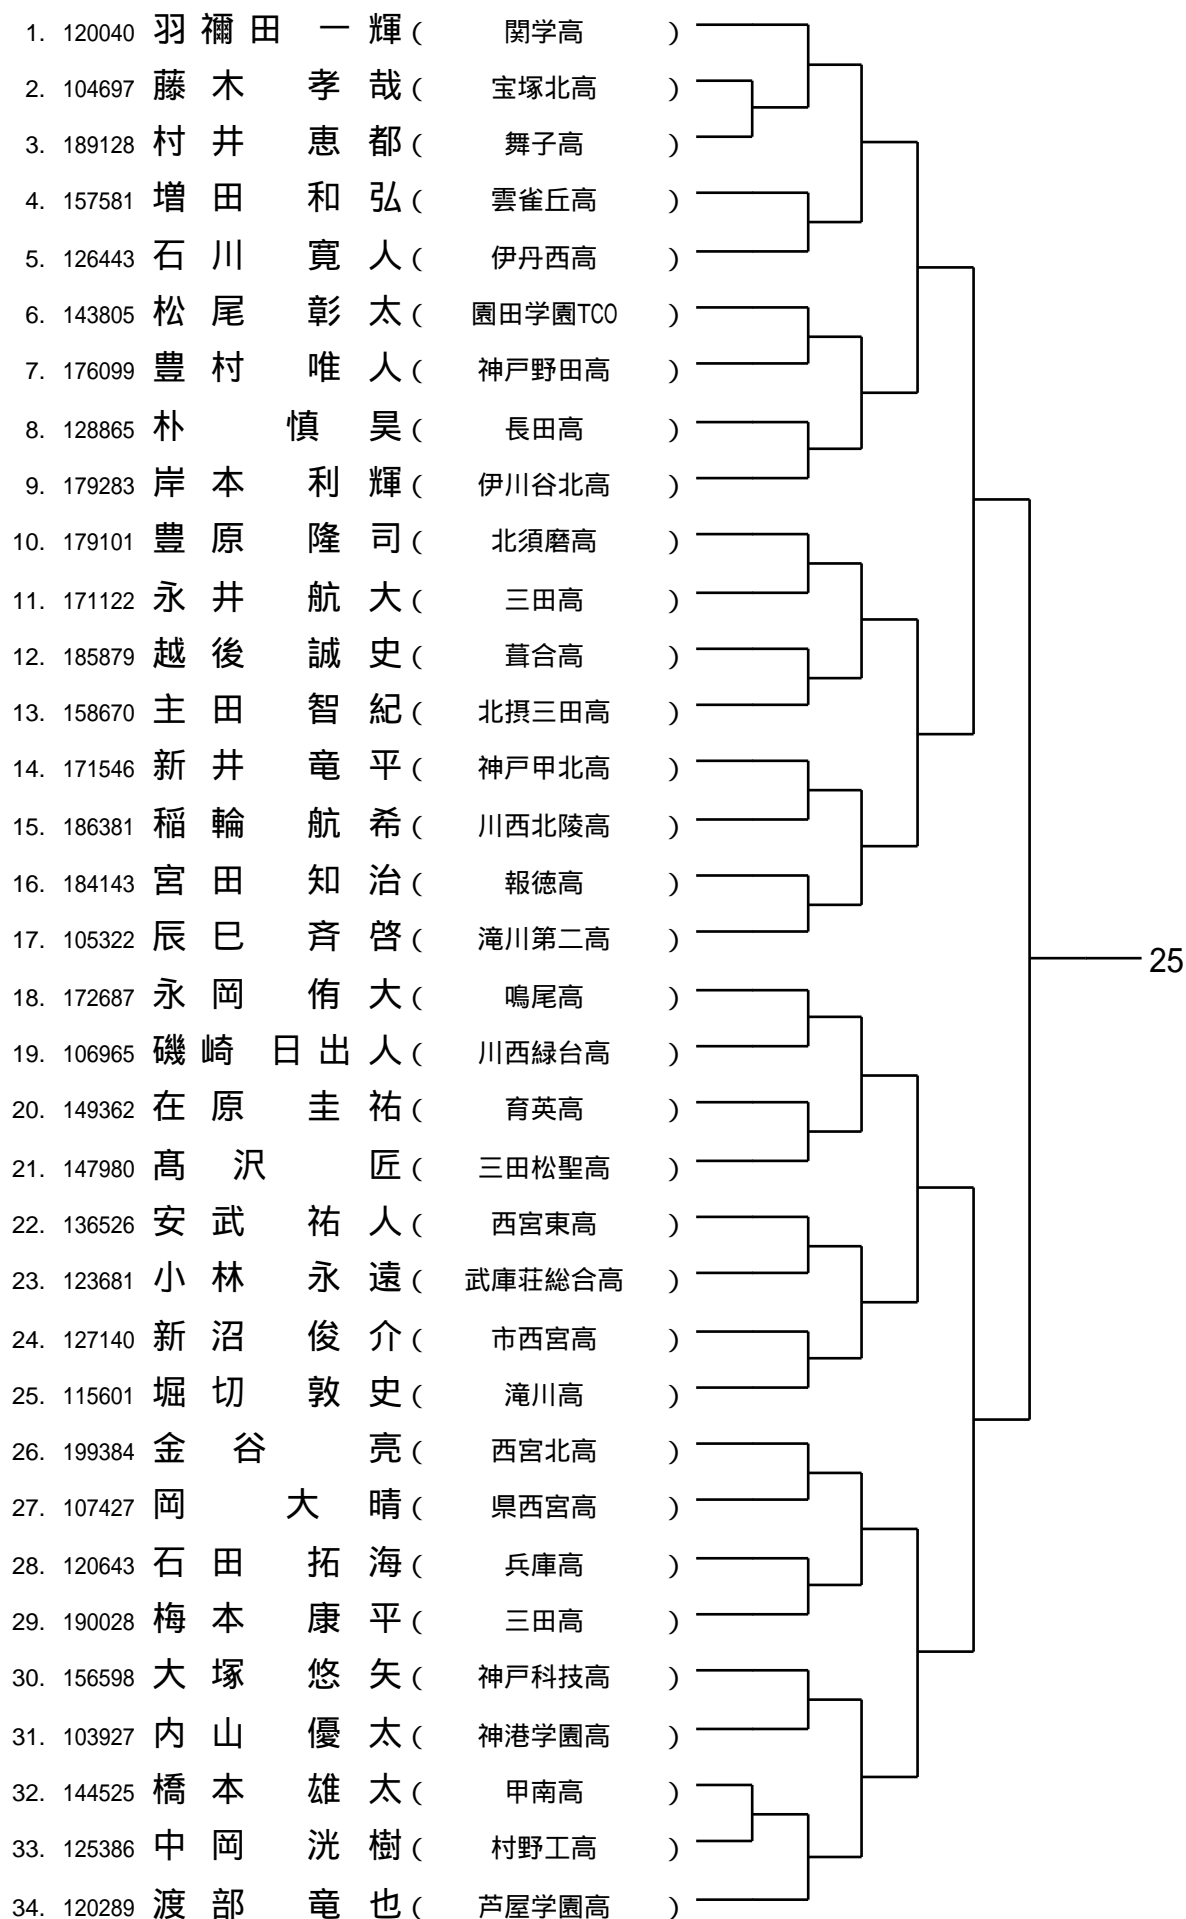 1. 120040 羽禰田 一輝 ( 関学高 )
2. 104697 藤木 孝哉 ( 宝塚北高 )
3. 189128 村井 恵都 ( 舞子高 )
4. 157581 増田 和弘 ( 雲雀丘高 )
5. 126443 石川 寛人 ( 伊丹西高 )
6. 143805 松尾 彰太 ( 園田学園TCO )
7. 176099 豊村 唯人 ( 神戸野田高 )
8. 128865 朴 慎昊 ( 長田高 )
9. 179283 岸本 利輝 ( 伊川谷北高 )
10. 179101 豊原 隆司 ( 北須磨高 )
11. 171122 永井 航大 ( 三田高 )
12. 185879 越後 誠史 ( 葺合高 )
13. 158670 主田 智紀 ( 北摂三田高 )
14. 171546 新井 竜平 ( 神戸甲北高 )
15. 186381 稲輪 航希 ( 川西北陵高 )
16. 184143 宮田 知治 ( 報徳高 )
17. 105322 辰巳 斉啓 ( 滝川第二高 )
25
18. 172687 永岡 侑大 ( 鳴尾高 )
19. 106965 磯崎 日出人 ( 川西緑台高 )
20. 149362 在原 圭祐 ( 育英高 )
21. 147980 髙沢 匠 ( 三田松聖高 )
22. 136526 安武 祐人 ( 西宮東高 )
23. 123681 小林 永遠 ( 武庫荘総合高 )
24. 127140 新沼 俊介 ( 市西宮高 )
25. 115601 堀切 敦史 ( 滝川高 )
26. 199384 金谷 亮 ( 西宮北高 )
27. 107427 岡 大晴 ( 県西宮高 )
28. 120643 石田 拓海 ( 兵庫高 )
29. 190028 梅本 康平 ( 三田高 )
30. 156598 大塚 悠矢 ( 神戸科技高 )
31. 103927 内山 優太 ( 神港学園高 )
32. 144525 橋本 雄太 ( 甲南高 )
33. 125386 中岡 洸樹 ( 村野工高 )
34. 120289 渡部 竜也 ( 芦屋学園高 )